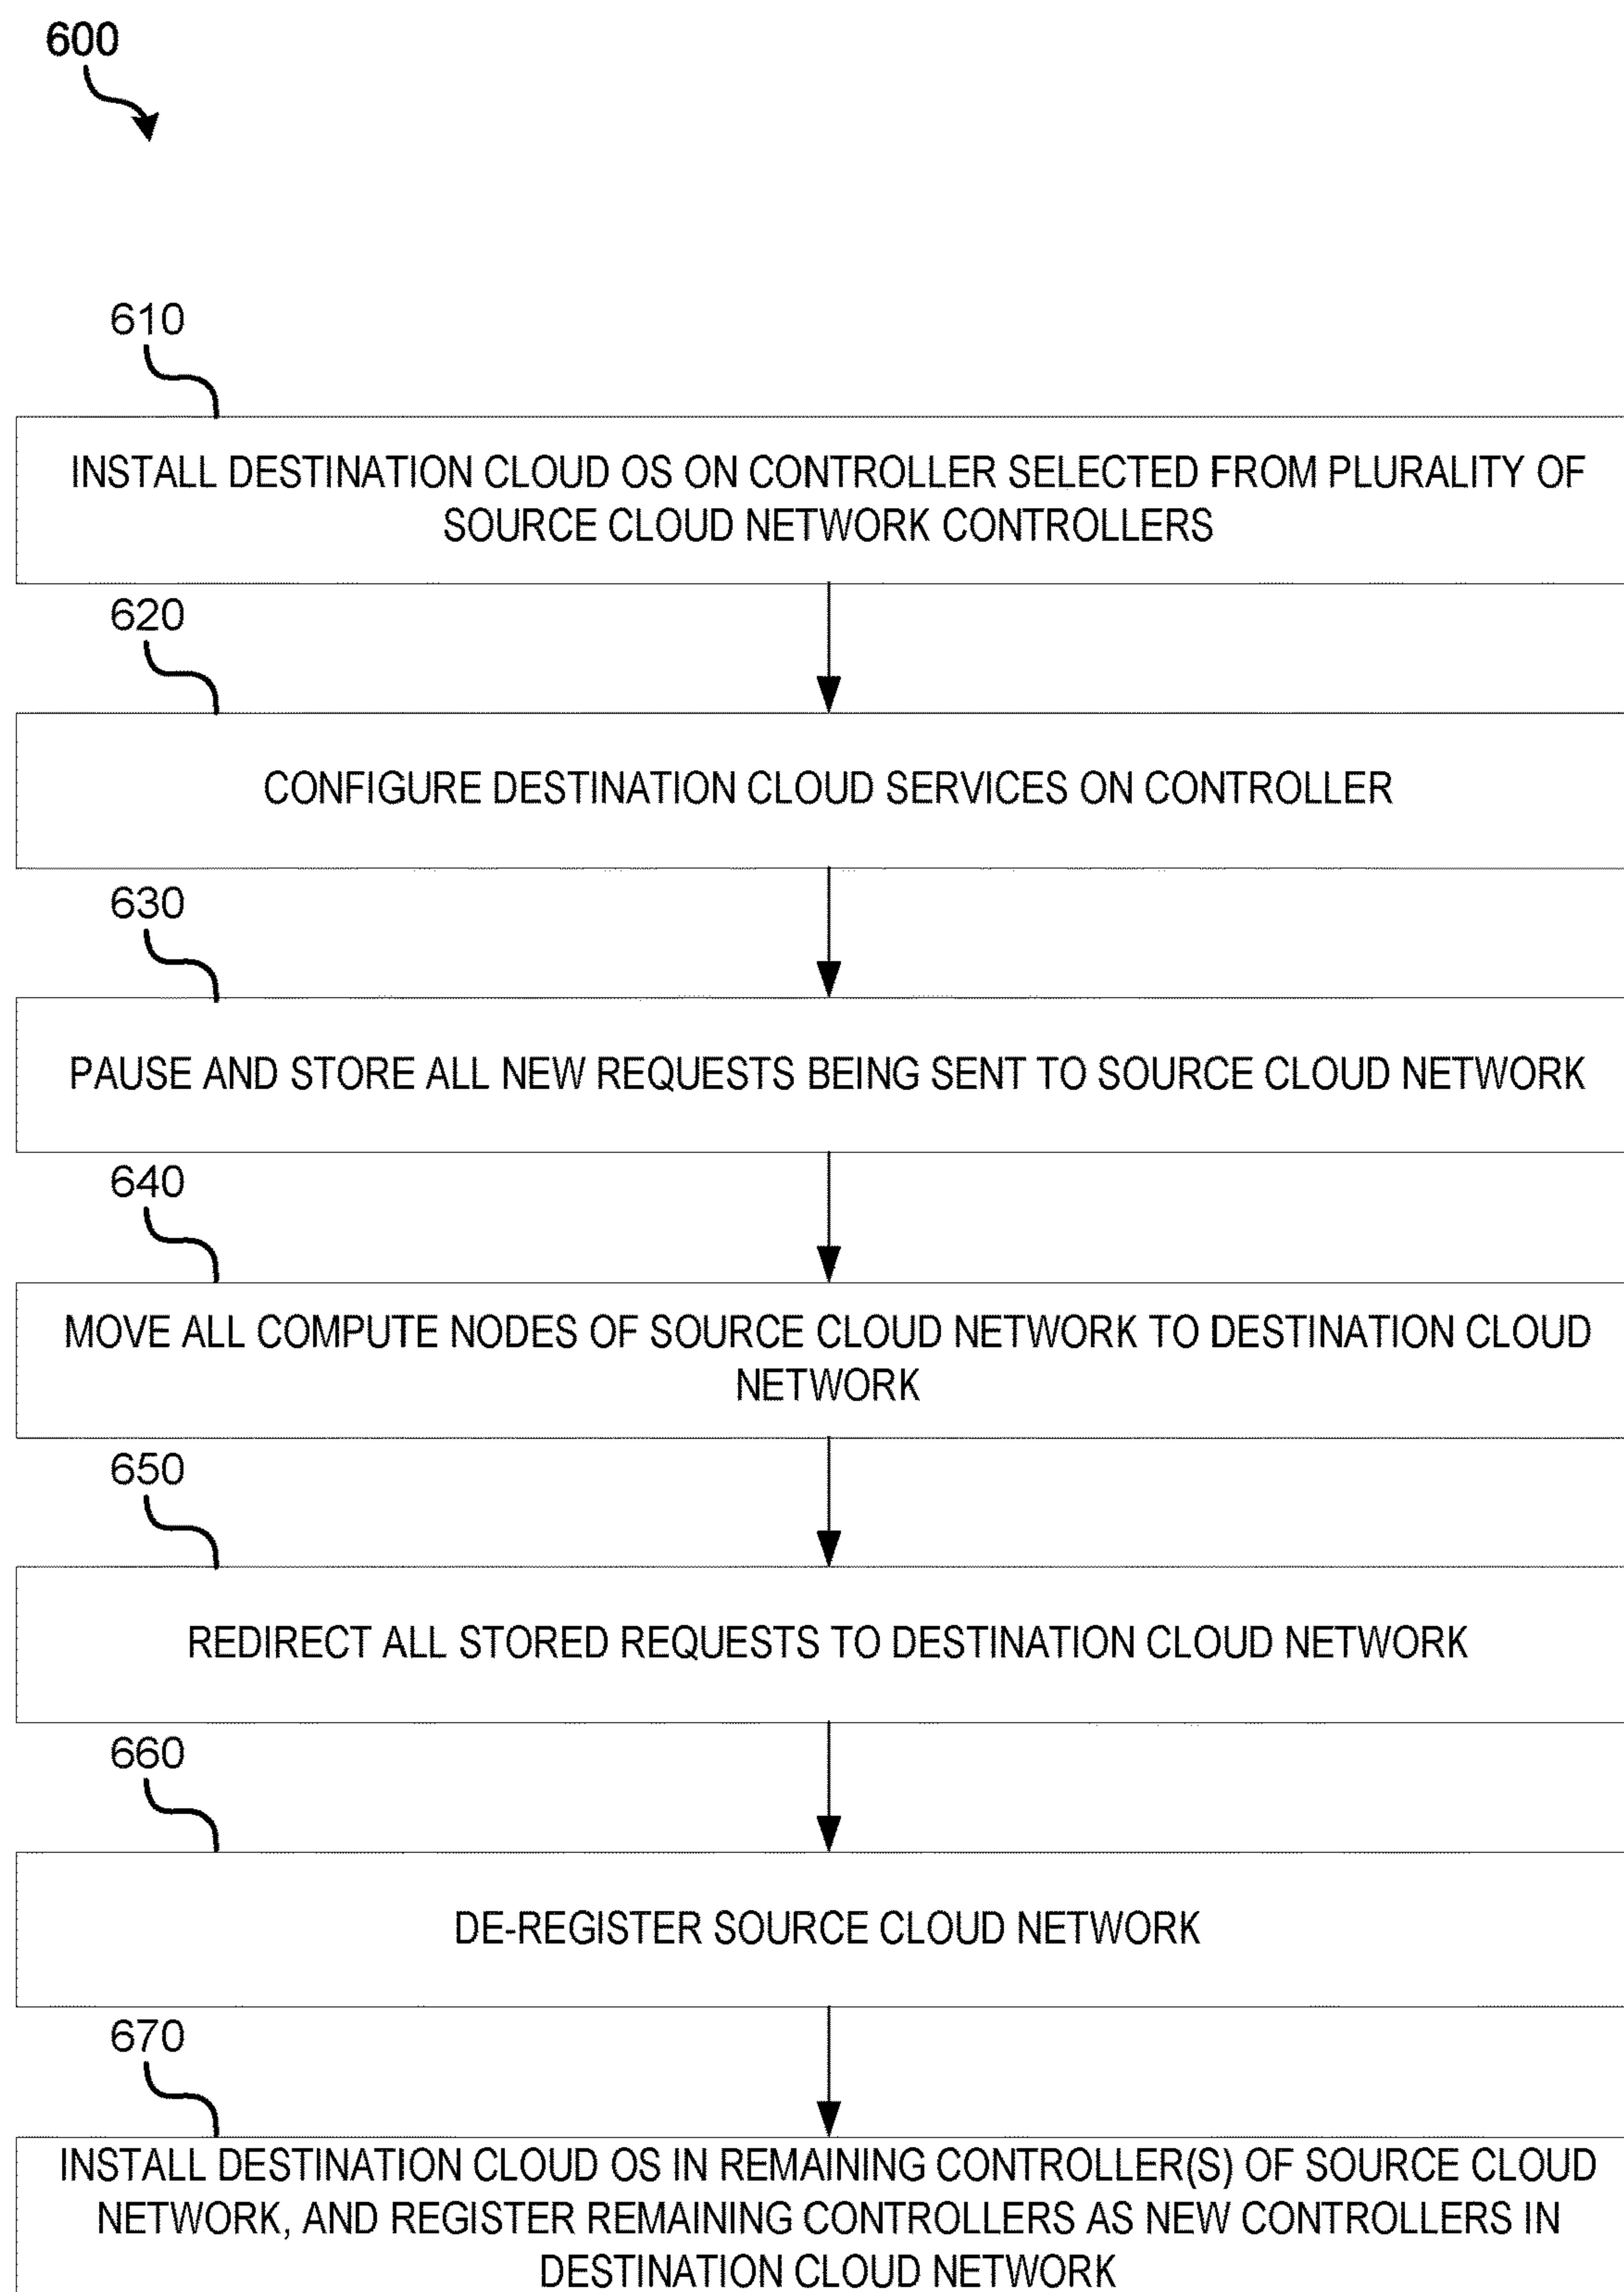 600
610
INSTALL DESTINATION CLOUD OS ON CONTROLLER SELECTED FROM PLURALITY OF
SOURCE CLOUD NETWORK CONTROLLERS
620
CONFIGURE DESTINATION CLOUD SERVICES ON CONTROLLER
630
PAUSE AND STORE ALL NEW REQUESTS BEING SENT TO SOURCE CLOUD NETWORK
640
MOVE ALL COMPUTE NODES OF SOURCE CLOUD NETWORK TO DESTINATION CLOUD
NETWORK
650
REDIRECT ALL STORED REQUESTS TO DESTINATION CLOUD NETWORK
660
DE-REGISTER SOURCE CLOUD NETWORK
670
INSTALL DESTINATION CLOUD OS IN REMAINING CONTROLLER(S) OF SOURCE CLOUD
NETWORK, AND REGISTER REMAINING CONTROLLERS AS NEW CONTROLLERS IN
DESTINATION CLOUD NETWORK